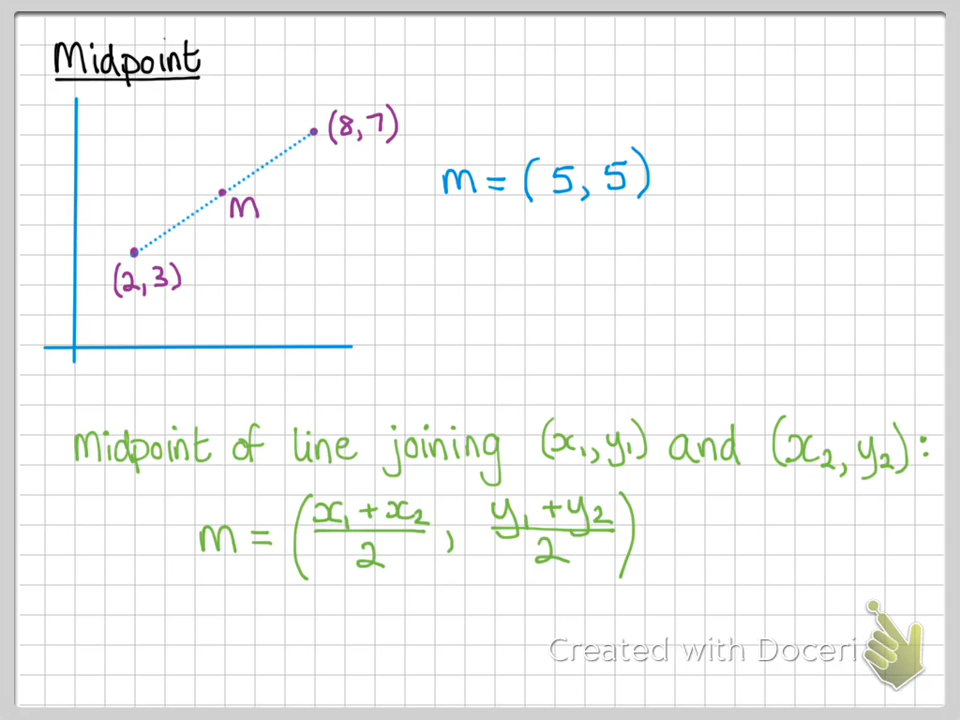 Midpoint
(8,7)
m = (5, 5)
m
(2,3)
Midpoint of line joining (x₁,y₁) and (x₂,y₂):
m = (x₁+x₂/2, y₁+y₂/2)
Created with Doceri